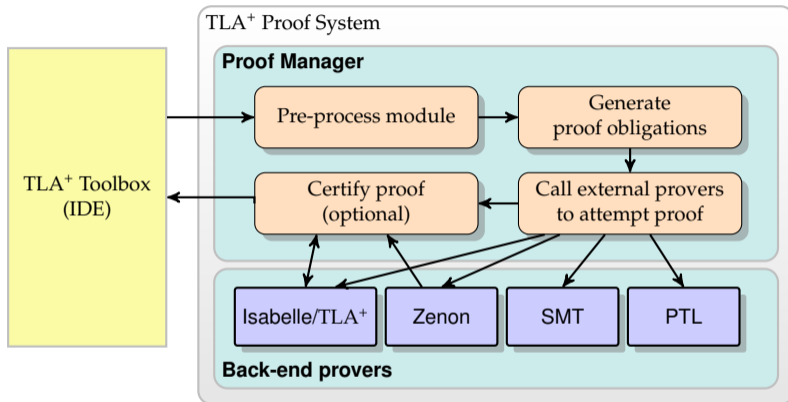 TLA⁺ Proof System
Proof Manager
TLA⁺ Toolbox
(IDE)
Pre-process module
Generate
proof obligations
Certify proof
(optional)
Call external provers
to attempt proof
Isabelle/TLA⁺
Zenon
SMT
PTL
Back-end provers